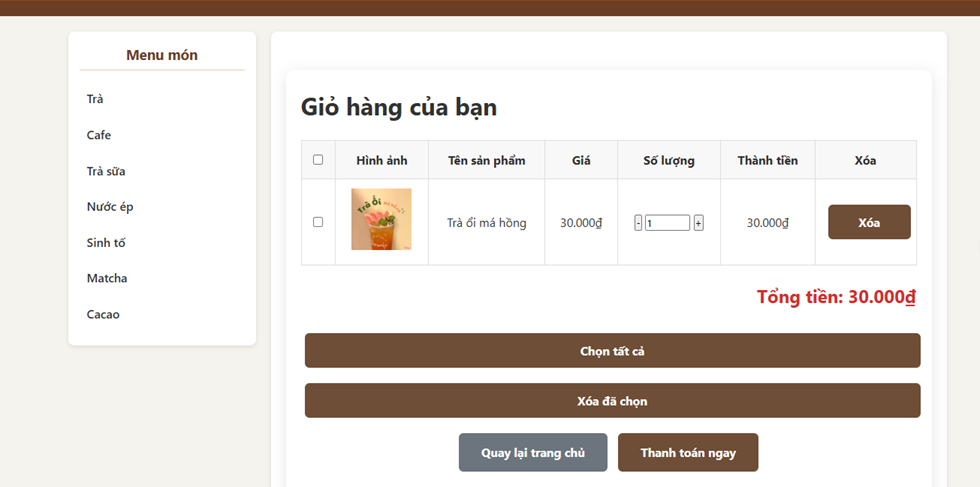 Menu món
Trà
Cafe
Trà sữa
Nước ép
Sinh tố
Matcha
Cacao
Giỏ hàng của bạn
Hình ảnh Tên sản phẩm Giá Số lượng Thành tiền Xóa
Trà ổi
Trà ổi má hồng 30.000₫ - 1 + 30.000₫ Xóa
Tổng tiền: 30.000₫
Chọn tất cả
Xóa đã chọn
Quay lại trang chủ Thanh toán ngay